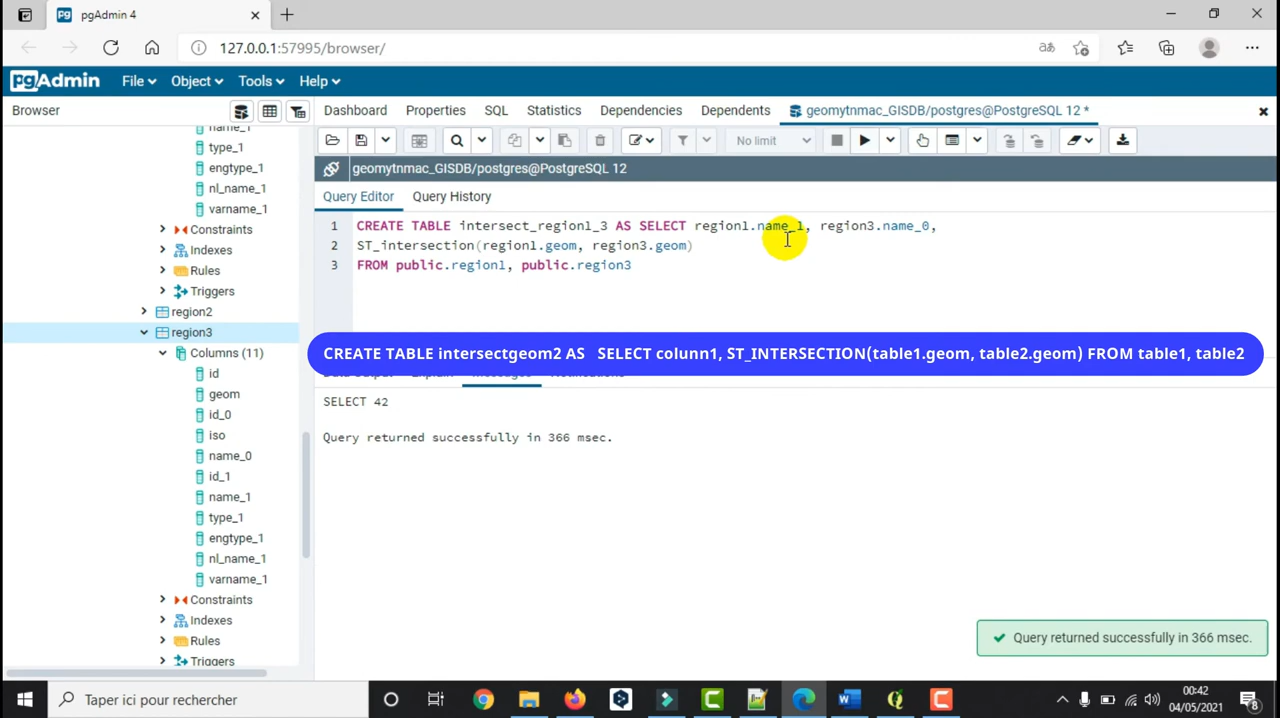 pgAdmin 4
127.0.0.1:57995/browser/
pgAdmin File Object Tools Help
Browser
Dashboard Properties SQL Statistics Dependencies Dependents geomytnmac_GISDB/postgres@PostgreSQL 12 *
No limit
geomytnmac_GISDB/postgres@PostgreSQL 12
Query Editor Query History
name_1
type_1
engtype_1
nl_name_1
varname_1
Constraints
Indexes
Rules
Triggers
region2
region3
Columns (11)
id
geom
id_0
iso
name_0
id_1
name_1
type_1
engtype_1
nl_name_1
varname_1
Constraints
Indexes
Rules
Triggers
1 CREATE TABLE intersect_region1_3 AS SELECT region1.name_1, region3.name_0,
2 ST_intersection(region1.geom, region3.geom)
3 FROM public.region1, public.region3
CREATE TABLE intersectgeom2 AS SELECT colunn1, ST_INTERSECTION(table1.geom, table2.geom) FROM table1, table2
SELECT 42
Query returned successfully in 366 msec.
Query returned successfully in 366 msec.
Taper ici pour rechercher
00:42
04/05/2021
8